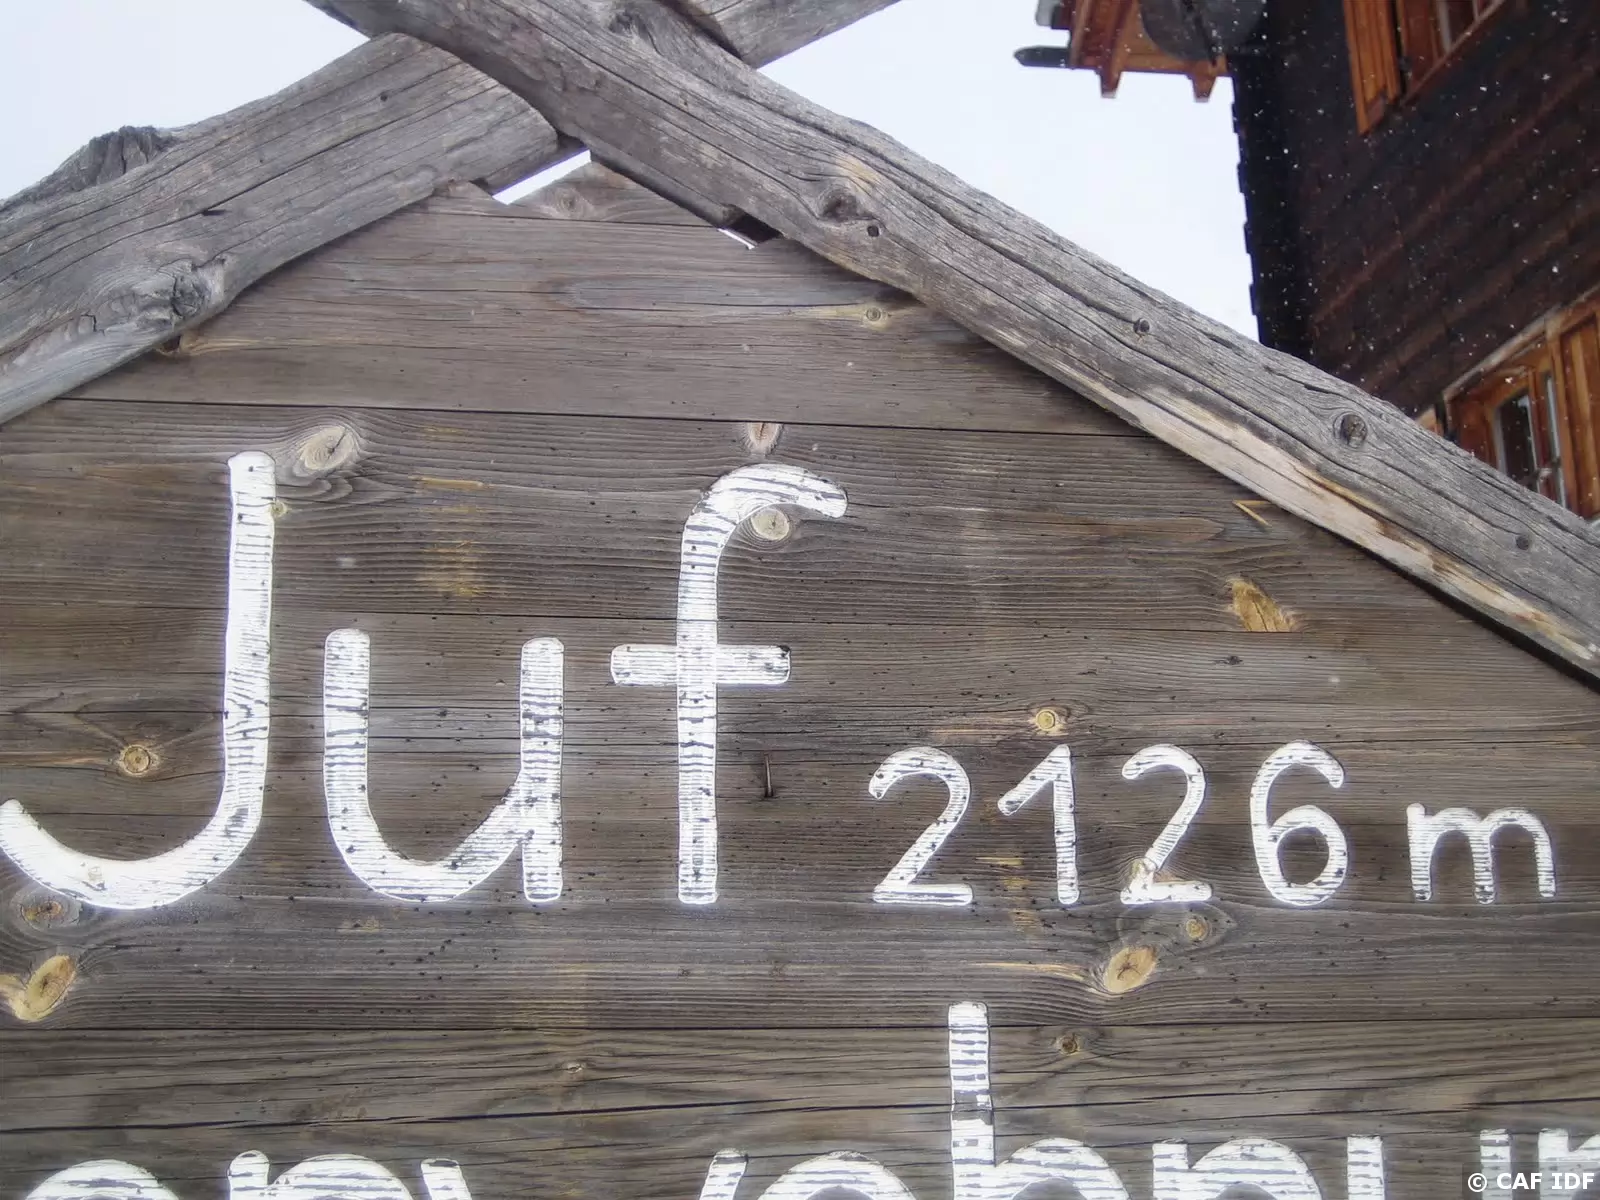 Juf 2126 m
© CAF IDF